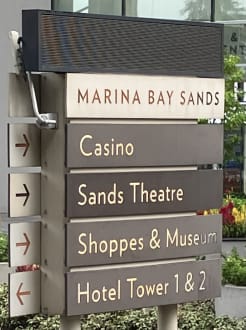 MARINA BAY SANDS
Casino
Sands Theatre
Shoppes & Museum
Hotel Tower 1 & 2